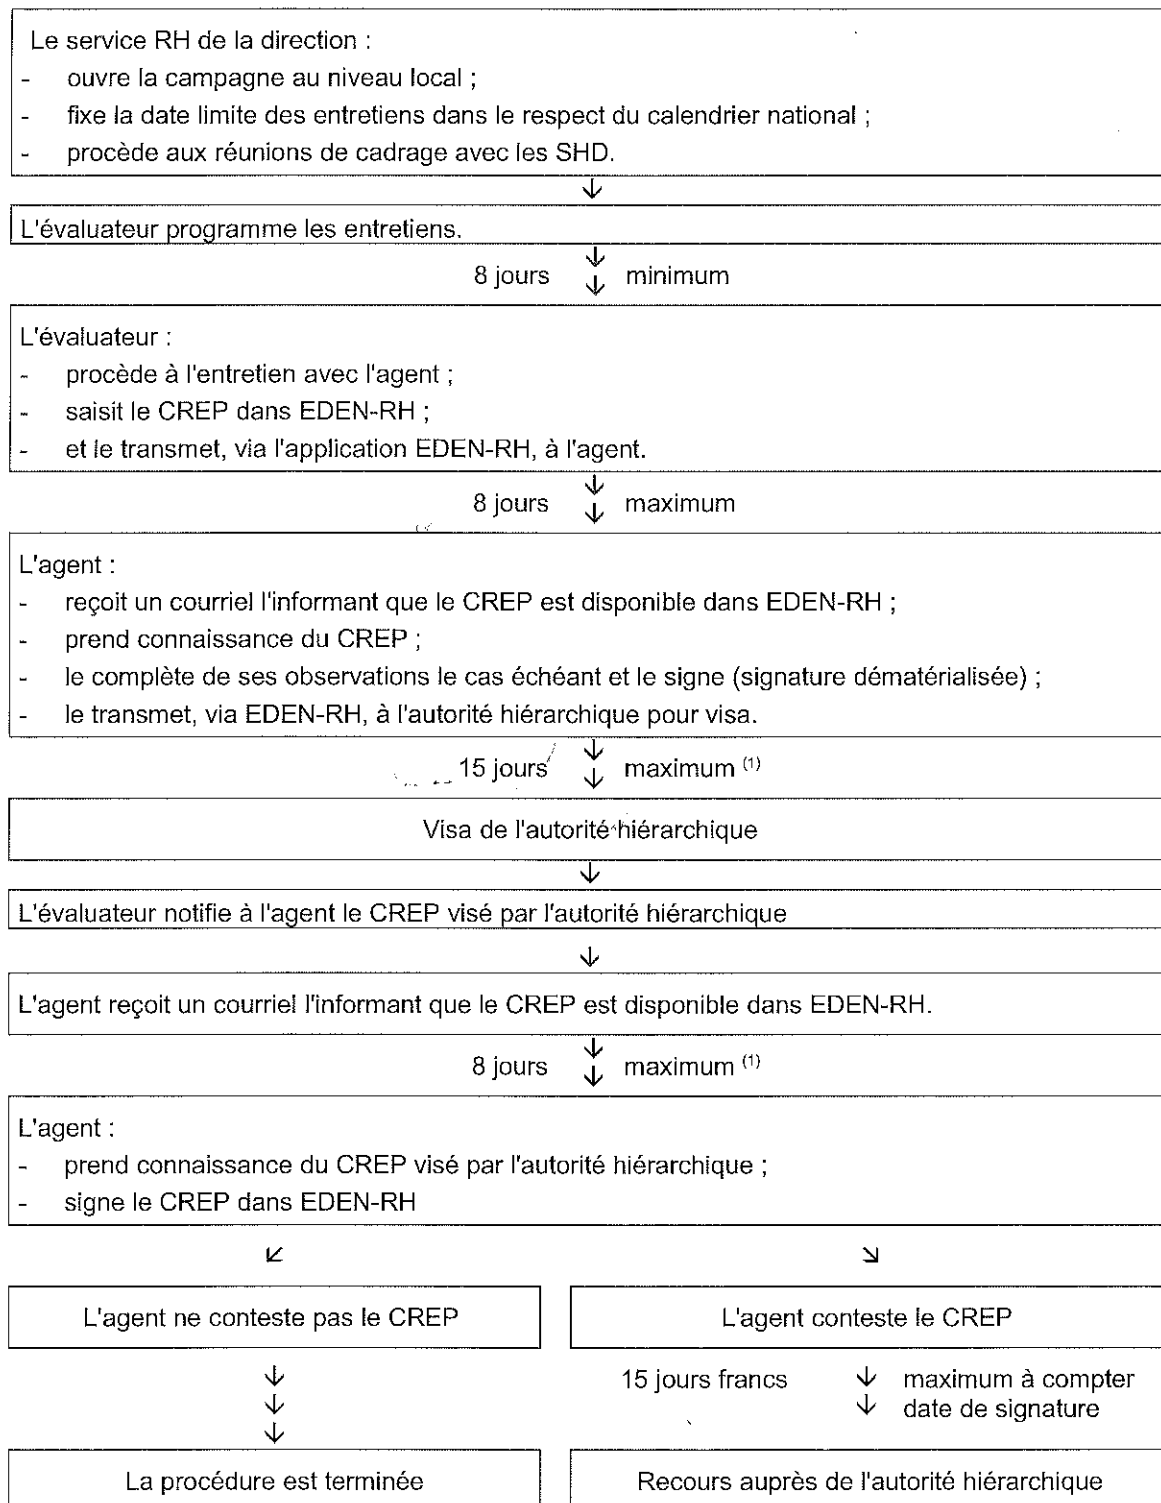 Le service RH de la direction :
- ouvre la campagne au niveau local ;
- fixe la date limite des entretiens dans le respect du calendrier national ;
- procède aux réunions de cadrage avec les SHD.
↓
L'évaluateur programme les entretiens.
8 jours ↓↓ minimum
L'évaluateur :
- procède à l'entretien avec l'agent ;
- saisit le CREP dans EDEN-RH ;
- et le transmet, via l'application EDEN-RH, à l'agent.
8 jours ↓↓ maximum
L'agent :
- reçoit un courriel l'informant que le CREP est disponible dans EDEN-RH ;
- prend connaissance du CREP ;
- le complète de ses observations le cas échéant et le signe (signature dématérialisée) ;
- le transmet, via EDEN-RH, à l'autorité hiérarchique pour visa.
15 jours ↓↓ maximum (1)
Visa de l'autorité hiérarchique
↓
L'évaluateur notifie à l'agent le CREP visé par l'autorité hiérarchique
↓
L'agent reçoit un courriel l'informant que le CREP est disponible dans EDEN-RH.
8 jours ↓↓ maximum (1)
L'agent :
- prend connaissance du CREP visé par l'autorité hiérarchique ;
- signe le CREP dans EDEN-RH
↙ ↘
L'agent ne conteste pas le CREP
L'agent conteste le CREP
↓
↓
↓
15 jours francs ↓ maximum à compter
↓ date de signature
La procédure est terminée
Recours auprès de l'autorité hiérarchique